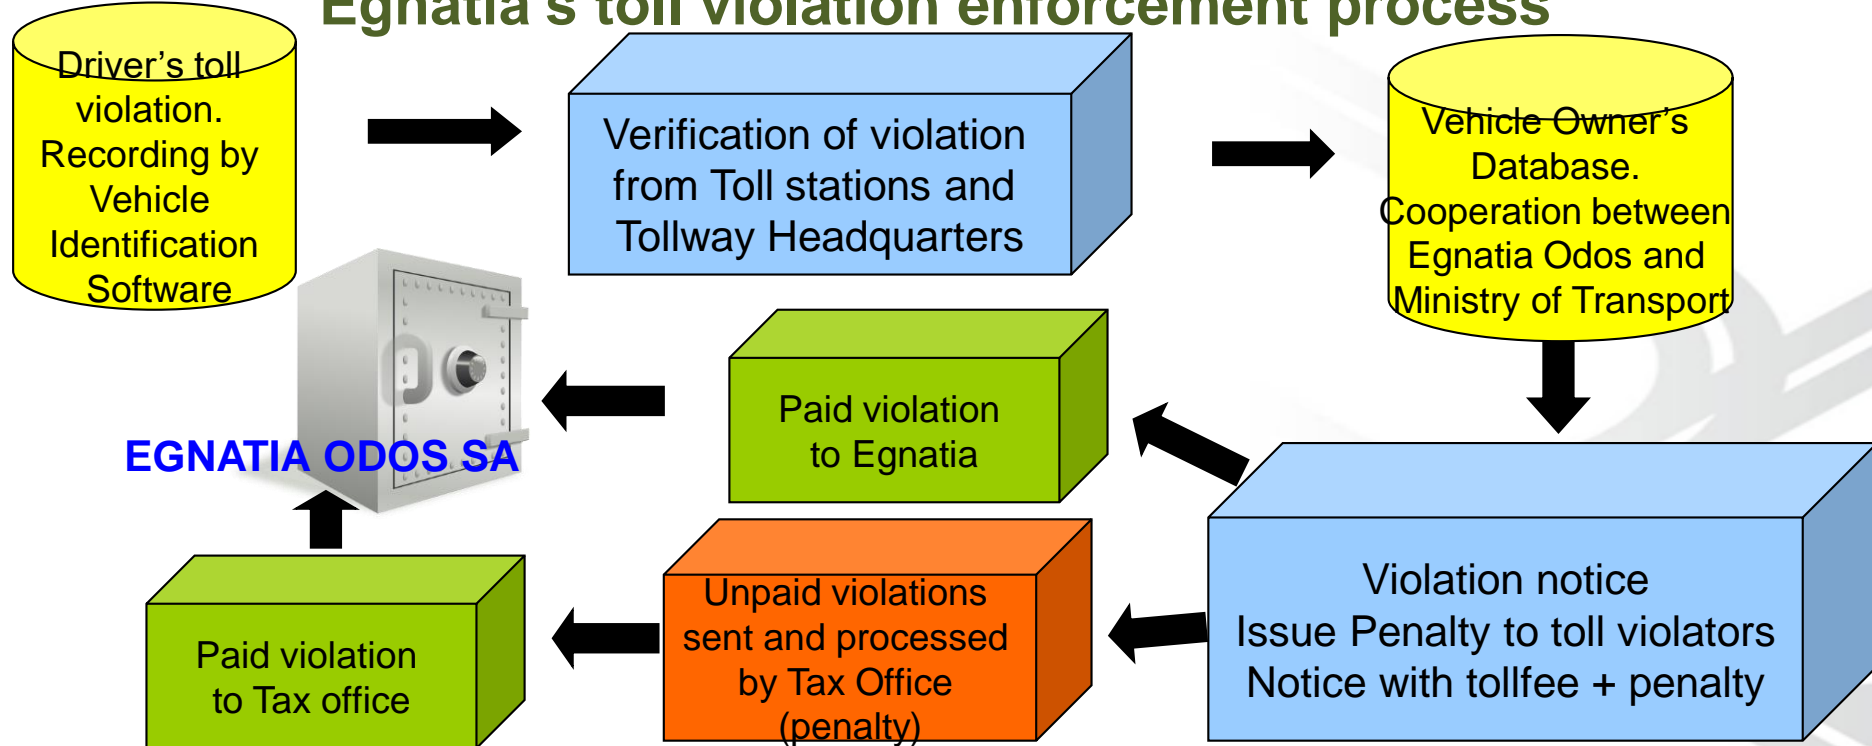 Egnatia's toll violation enforcement process
Driver's toll
violation.
Recording by
Vehicle
Identification
Software
Verification of violation
from Toll stations and
Tollway Headquarters
Vehicle Owner's
Database.
Cooperation between
Egnatia Odos and
Ministry of Transport
Violation notice
Issue Penalty to toll violators
Notice with tollfee + penalty
Paid violation
to Egnatia
EGNATIA ODOS SA
Unpaid violations
sent and processed
by Tax Office
(penalty)
Paid violation
to Tax office